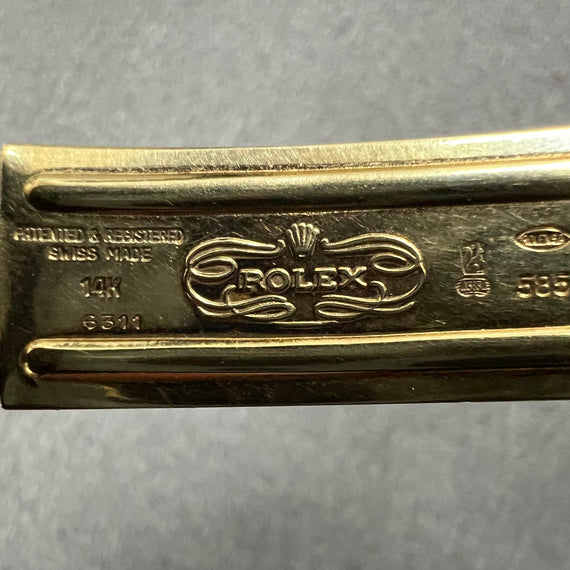 PATENTED & REGISTERED
SWISS MADE
14K
6311
ROLEX
585